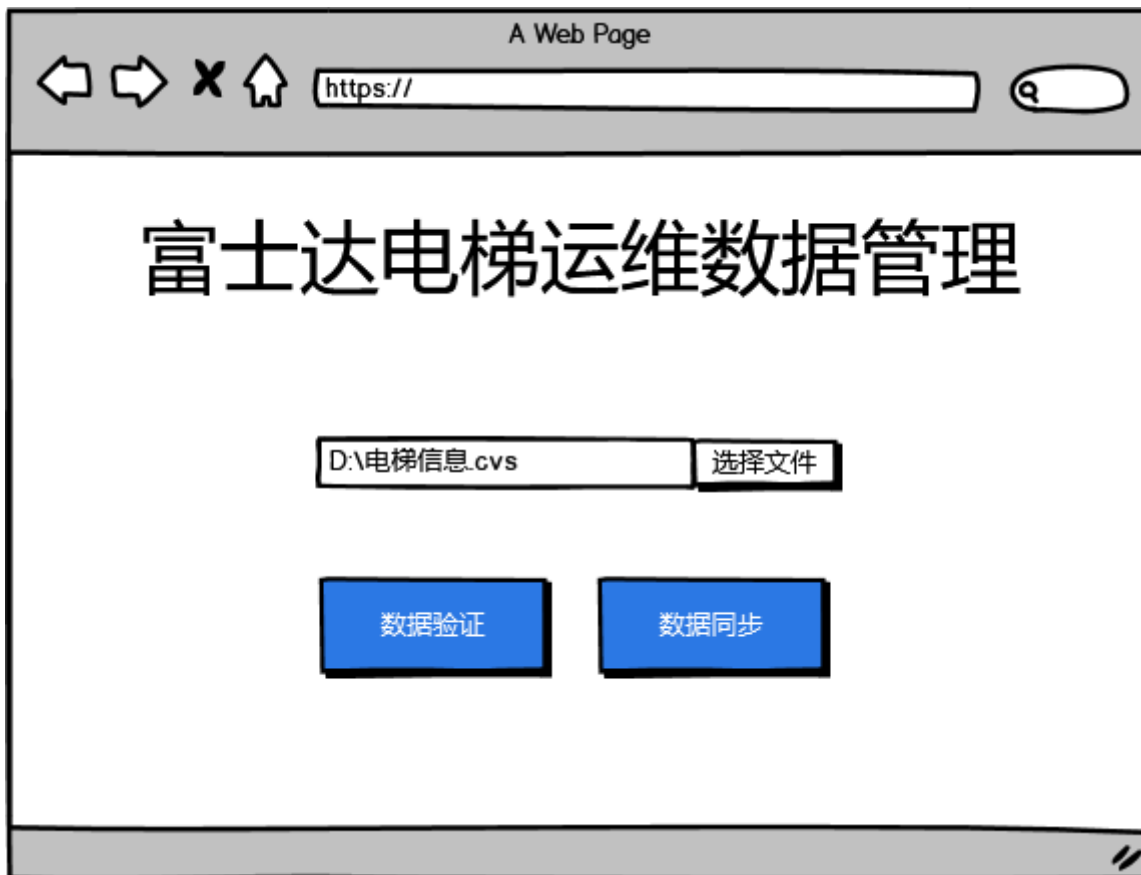 A Web Page
https://
富士达电梯运维数据管理
D:\电梯信息.cvs
选择文件
数据验证
数据同步